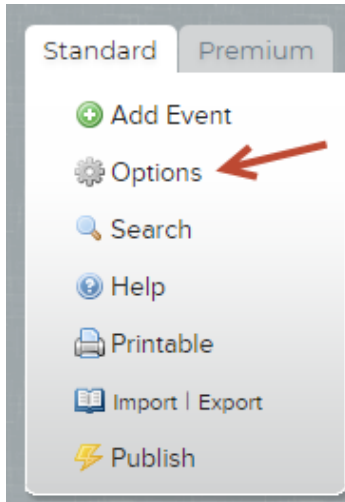 Standard Premium
Add Event
Options
Search
Help
Printable
Import | Export
Publish